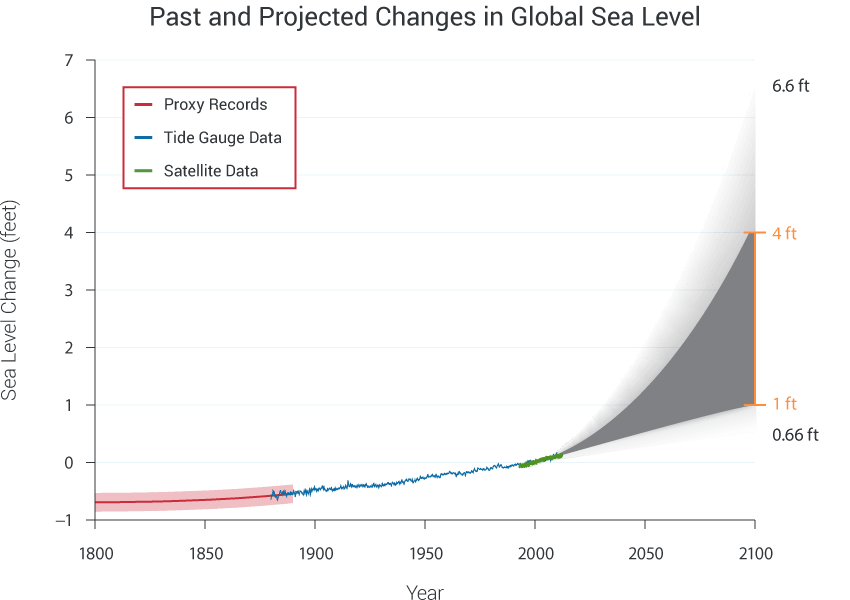 Past and Projected Changes in Global Sea Level
7
6
5
4
3
2
1
0
–1
Sea Level Change (feet)
Proxy Records
Tide Gauge Data
Satellite Data
6.6 ft
4 ft
1 ft
0.66 ft
1800 1850 1900 1950 2000 2050 2100
Year